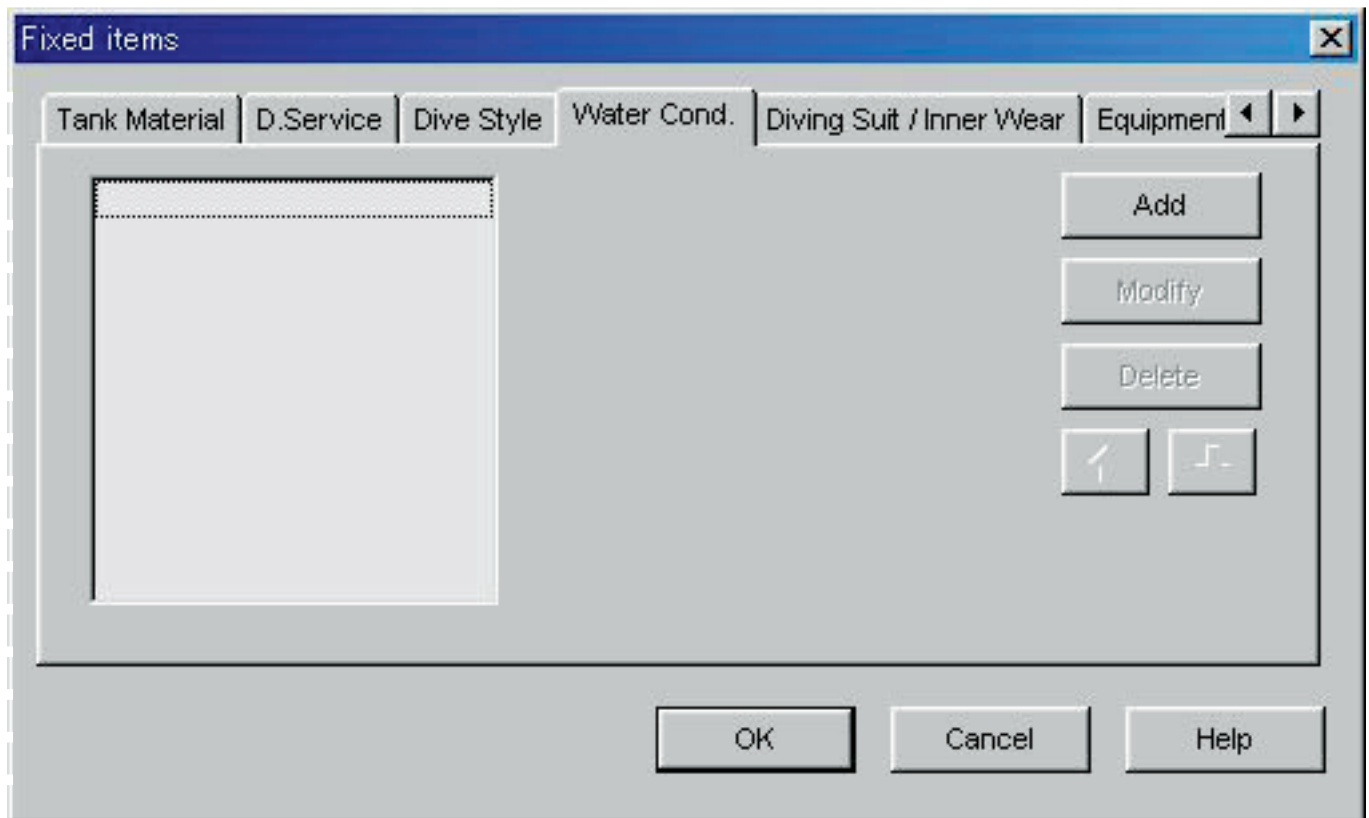 Fixed items
Tank Material D.Service Dive Style Water Cond. Diving Suit / Inner Wear Equipment
Add
Modify
Delete
OK Cancel Help